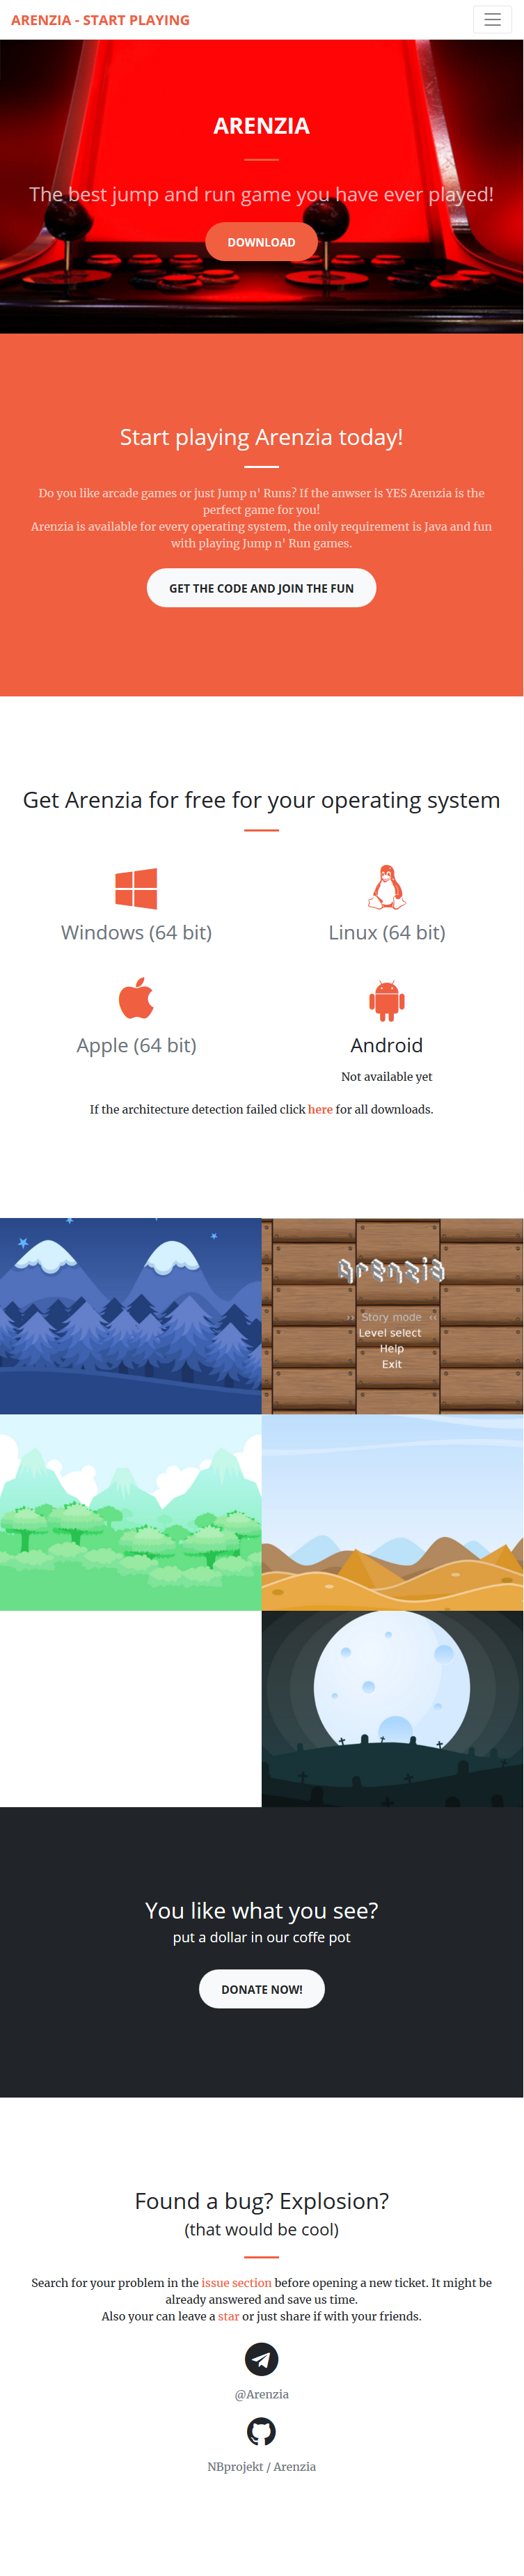 ARENZIA - START PLAYING
ARENZIA
The best jump and run game you have ever played!
DOWNLOAD
Start playing Arenzia today!
Do you like arcade games or just Jump n' Runs? If the anwser is YES Arenzia is the
perfect game for you!
Arenzia is available for every operating system, the only requirement is Java and fun
with playing Jump n' Run games.
GET THE CODE AND JOIN THE FUN
Get Arenzia for free for your operating system
Windows (64 bit)
Linux (64 bit)
Apple (64 bit)
Android
Not available yet
If the architecture detection failed click here for all downloads.
Arenzia
›› Story mode ‹‹
Level select
Help
Exit
You like what you see?
put a dollar in our coffe pot
DONATE NOW!
Found a bug? Explosion?
(that would be cool)
Search for your problem in the issue section before opening a new ticket. It might be
already answered and save us time.
Also your can leave a star or just share if with your friends.
@Arenzia
NBprojekt / Arenzia